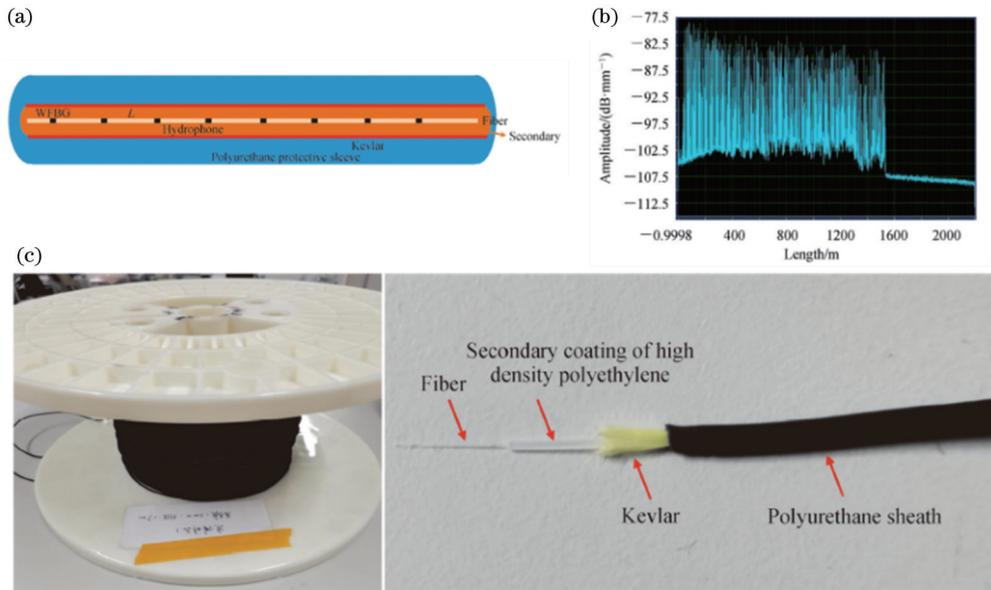 (a)
WFBG
L
Fiber
Hydrophone
Secondary
Kevlar
Polyurethane protective sleeve
(b)
Amplitude/(dB·mm⁻¹)
−77.5
−82.5
−87.5
−92.5
−97.5
−102.5
−107.5
−112.5
−0.9998 400 800 1200 1600 2000
Length/m
(c)
Secondary coating of high
density polyethylene
Fiber
Kevlar
Polyurethane sheath